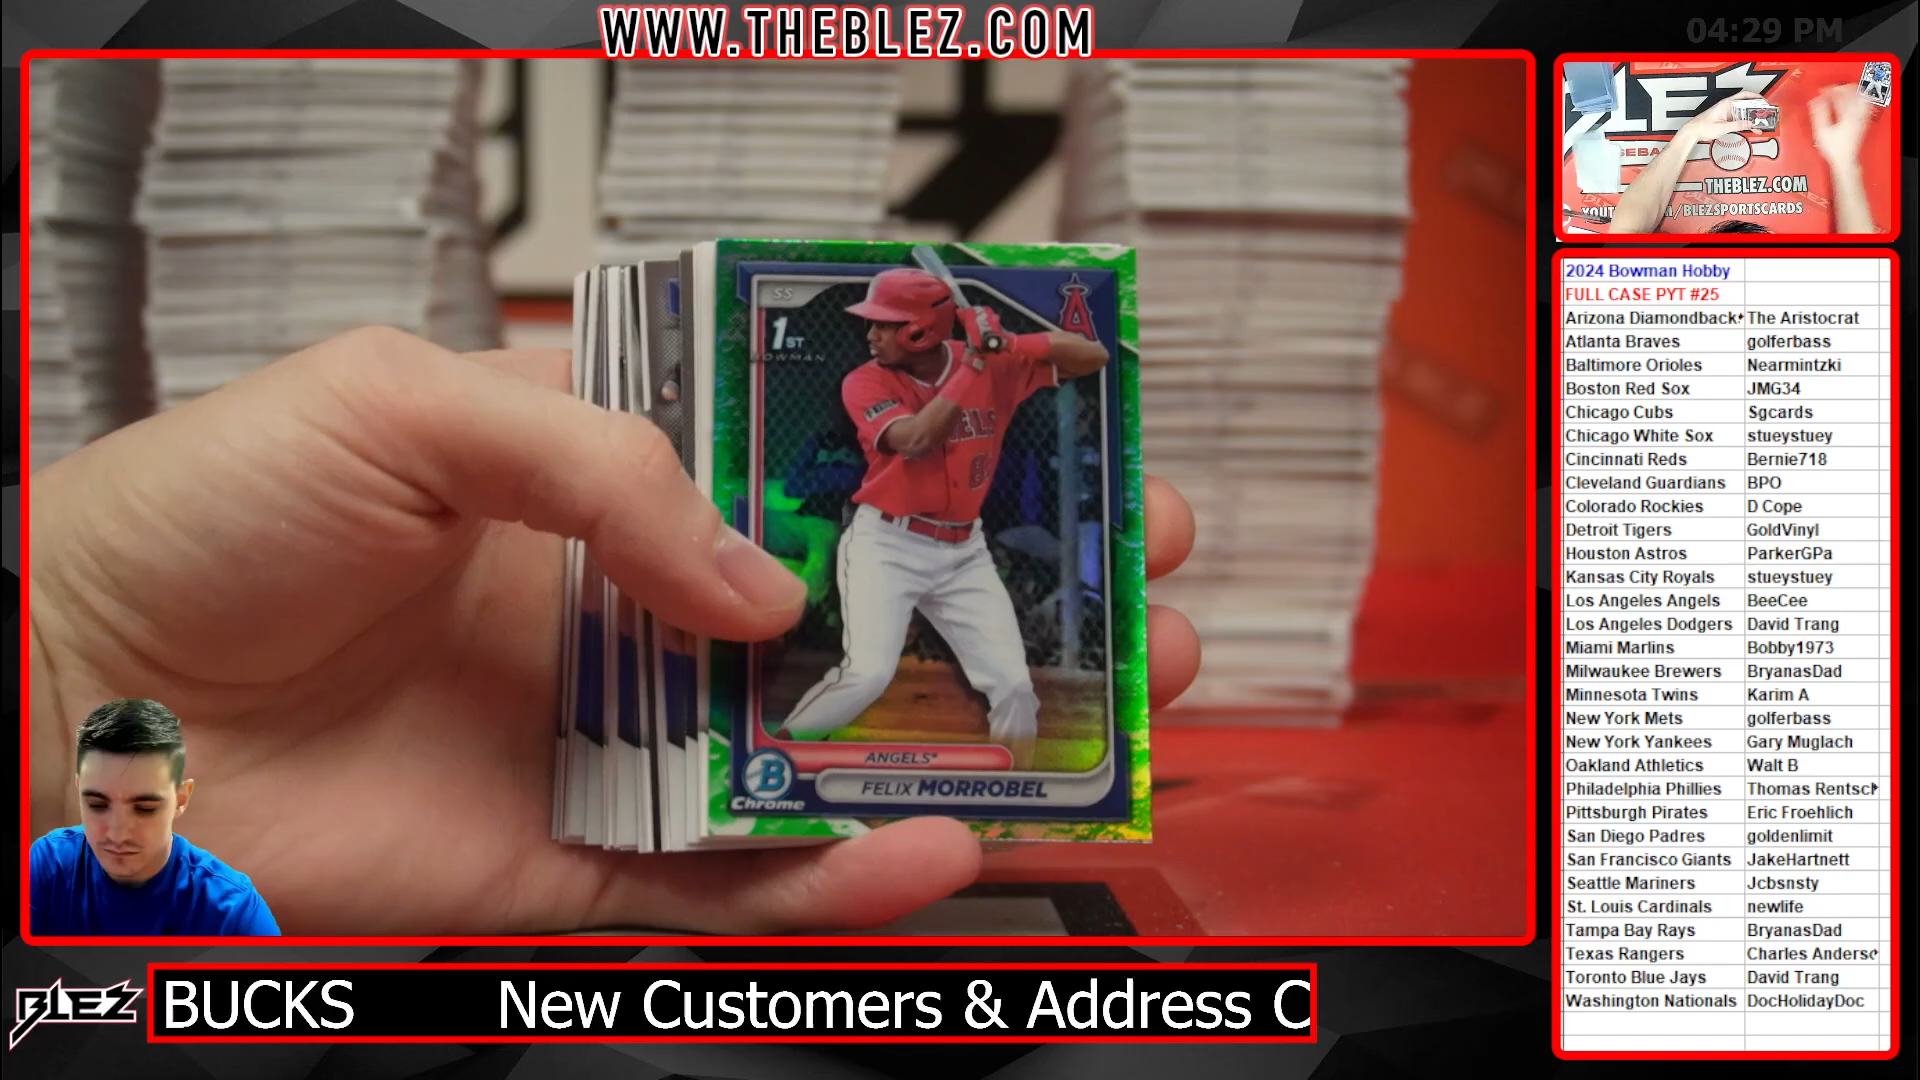 WWW.THEBLEZ.COM
04:29 PM
SS
1ST
BOWMAN
A
ANGELS
FELIX MORROBEL
B
Chrome
BLEZ
THEBLEZ.COM
/BLEZSPORTSCARDS
2024 Bowman Hobby
FULL CASE PYT #25
Arizona Diamondback The Aristocrat
Atlanta Braves golferbass
Baltimore Orioles Nearmintzki
Boston Red Sox JMG34
Chicago Cubs Sgcards
Chicago White Sox stueystuey
Cincinnati Reds Bernie718
Cleveland Guardians BPO
Colorado Rockies D Cope
Detroit Tigers GoldVinyl
Houston Astros ParkerGPa
Kansas City Royals stueystuey
Los Angeles Angels BeeCee
Los Angeles Dodgers David Trang
Miami Marlins Bobby1973
Milwaukee Brewers BryanasDad
Minnesota Twins Karim A
New York Mets golferbass
New York Yankees Gary Muglach
Oakland Athletics Walt B
Philadelphia Phillies Thomas Rentscl
Pittsburgh Pirates Eric Froehlich
San Diego Padres goldenlimit
San Francisco Giants JakeHartnett
Seattle Mariners Jcbsnsty
St. Louis Cardinals newlife
Tampa Bay Rays BryanasDad
Texas Rangers Charles Anders
Toronto Blue Jays David Trang
Washington Nationals DocHolidayDoc
BLEZ
BUCKS New Customers & Address C